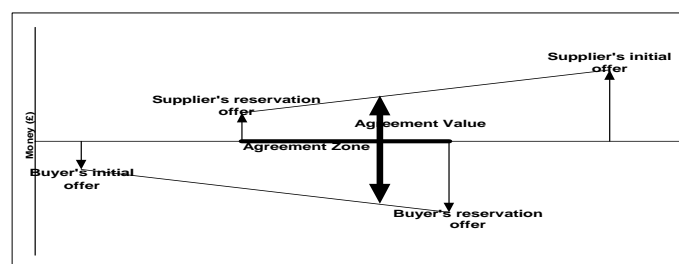 Supplier's initial
offer
Supplier's reservation
offer
Agreement Value
Money (£)
Agreement Zone
Buyer's initial
offer
Buyer's reservation
offer